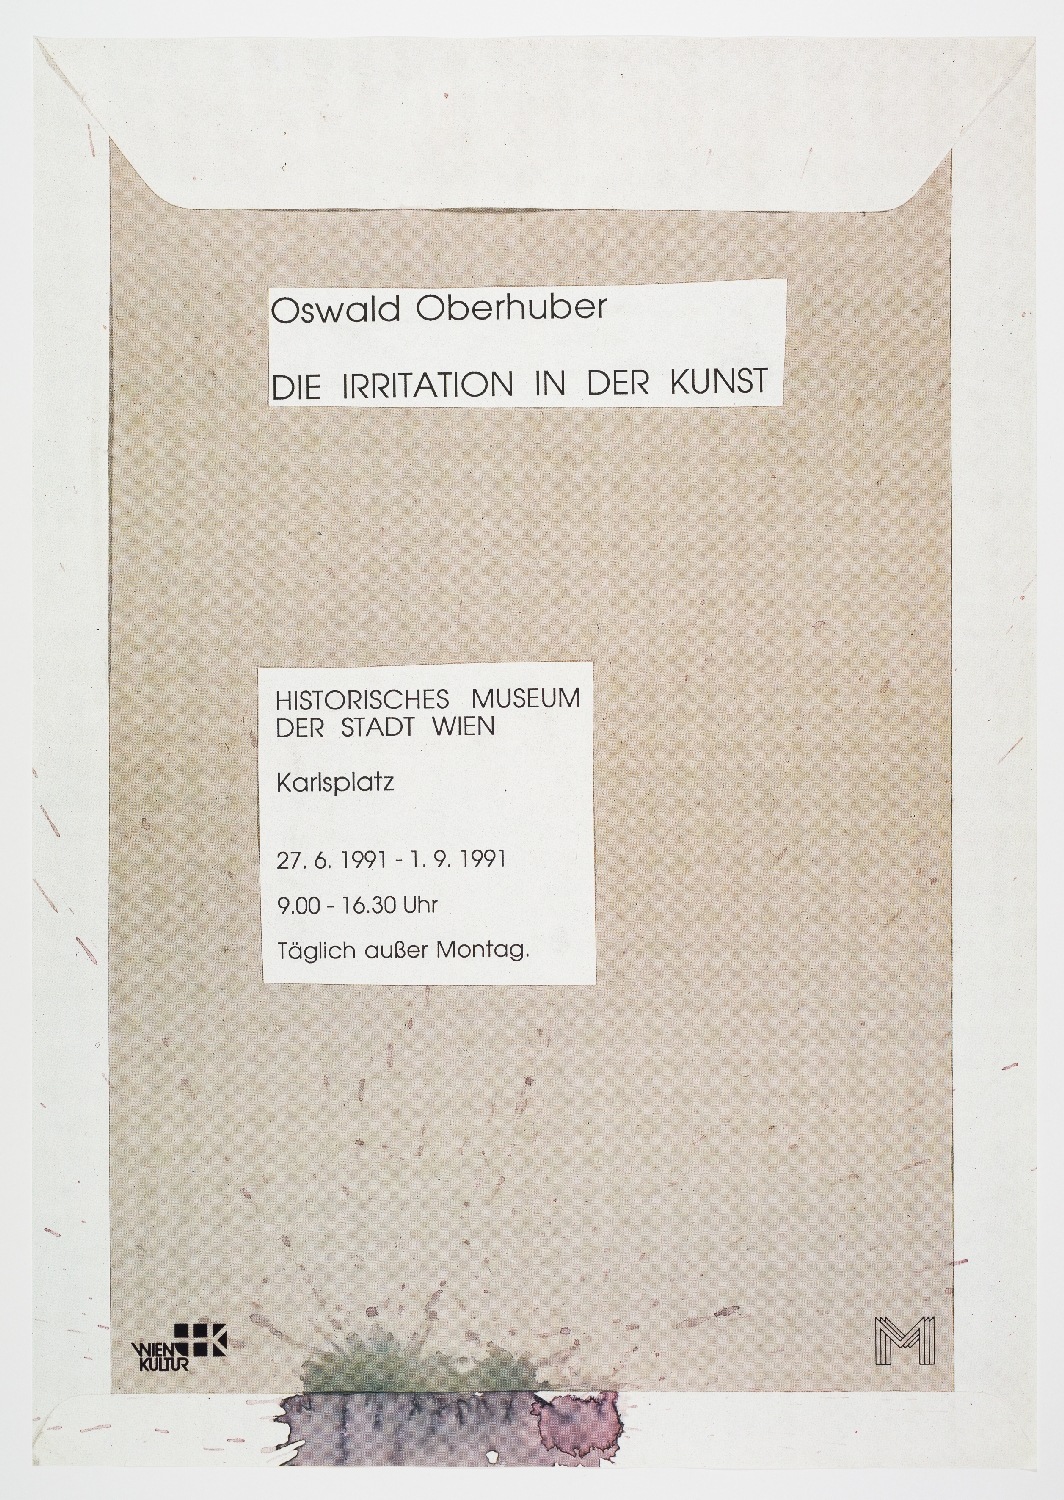 Oswald Oberhuber
DIE IRRITATION IN DER KUNST
HISTORISCHES MUSEUM
DER STADT WIEN
Karlsplatz
27. 6. 1991 - 1. 9. 1991
9.00 - 16.30 Uhr
Täglich außer Montag.
WIEN
KULTUR
M